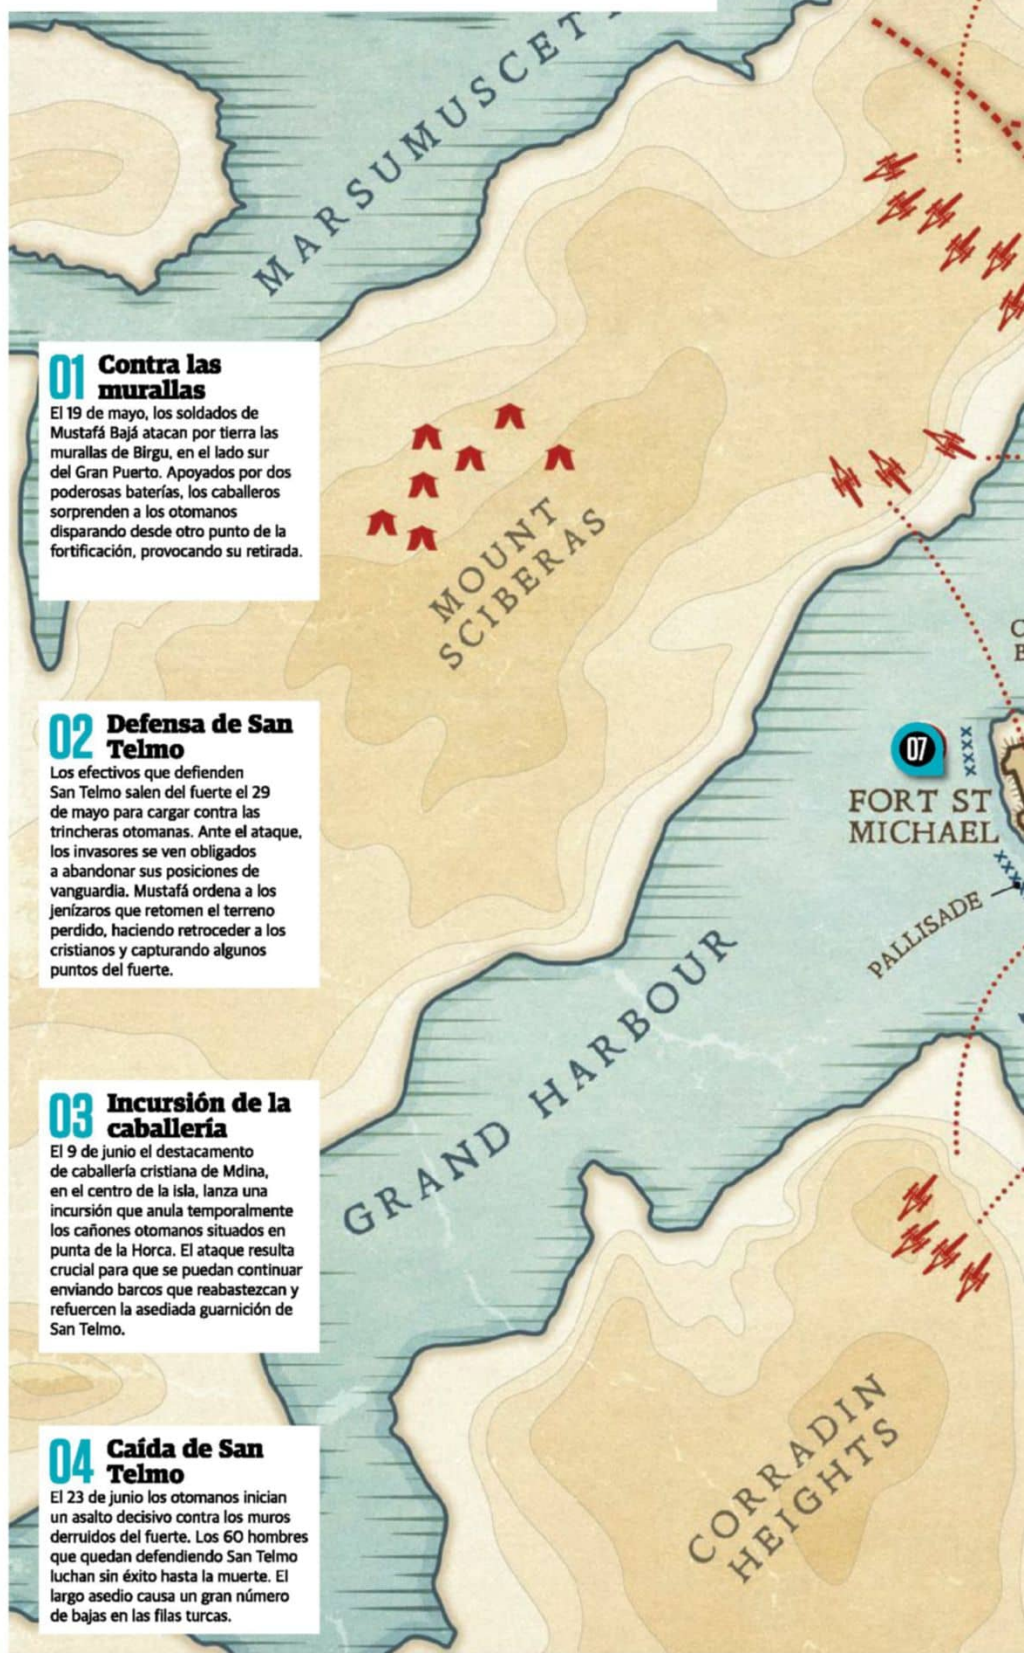 MARSUMUSCET
01 Contra las
murallas
El 19 de mayo, los soldados de
Mustafá Bajá atacan por tierra las
murallas de Birgu, en el lado sur
del Gran Puerto. Apoyados por dos
poderosas baterías, los caballeros
sorprenden a los otomanos
disparando desde otro punto de la
fortificación, provocando su retirada.
MOUNT
SCIBERAS
02 Defensa de San
Telmo
Los efectivos que defienden
San Telmo salen del fuerte el 29
de mayo para cargar contra las
trincheras otomanas. Ante el ataque,
los invasores se ven obligados
a abandonar sus posiciones de
vanguardia. Mustafá ordena a los
jenízaros que retomen el terreno
perdido, haciendo retroceder a los
cristianos y capturando algunos
puntos del fuerte.
07
FORT ST
MICHAEL
PALLISADE
GRAND HARBOUR
03 Incursión de la
caballería
El 9 de junio el destacamento
de caballería cristiana de Mdina,
en el centro de la isla, lanza una
incursión que anula temporalmente
los cañones otomanos situados en
punta de la Horca. El ataque resulta
crucial para que se puedan continuar
enviando barcos que reabastezcan y
refuercen la asediada guarnición de
San Telmo.
CORRADIN
HEIGHTS
04 Caída de San
Telmo
El 23 de junio los otomanos inician
un asalto decisivo contra los muros
derruidos del fuerte. Los 60 hombres
que quedan defendiendo San Telmo
luchan sin éxito hasta la muerte. El
largo asedio causa un gran número
de bajas en las filas turcas.